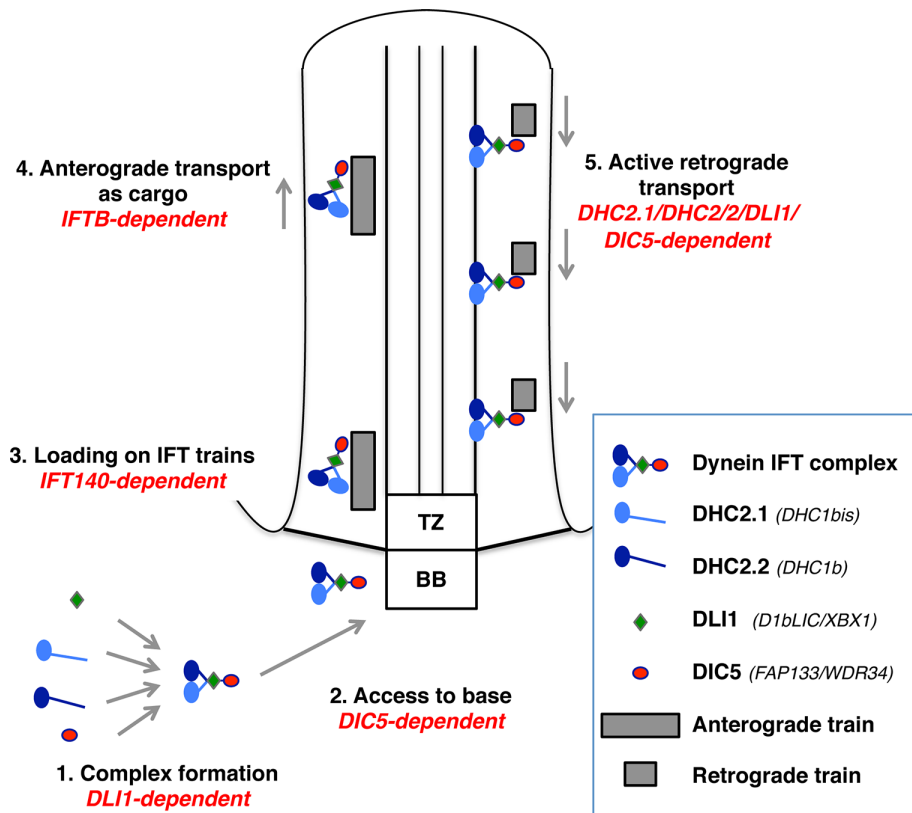 4. Anterograde transport
as cargo
IFTB-dependent
5. Active retrograde
transport
DHC2.1/DHC2/2/DLI1/
DIC5-dependent
3. Loading on IFT trains
IFT140-dependent
TZ
BB
2. Access to base
DIC5-dependent
1. Complex formation
DLI1-dependent
Dynein IFT complex
DHC2.1 (DHC1bis)
DHC2.2 (DHC1b)
DLI1 (D1bLIC/XBX1)
DIC5 (FAP133/WDR34)
Anterograde train
Retrograde train